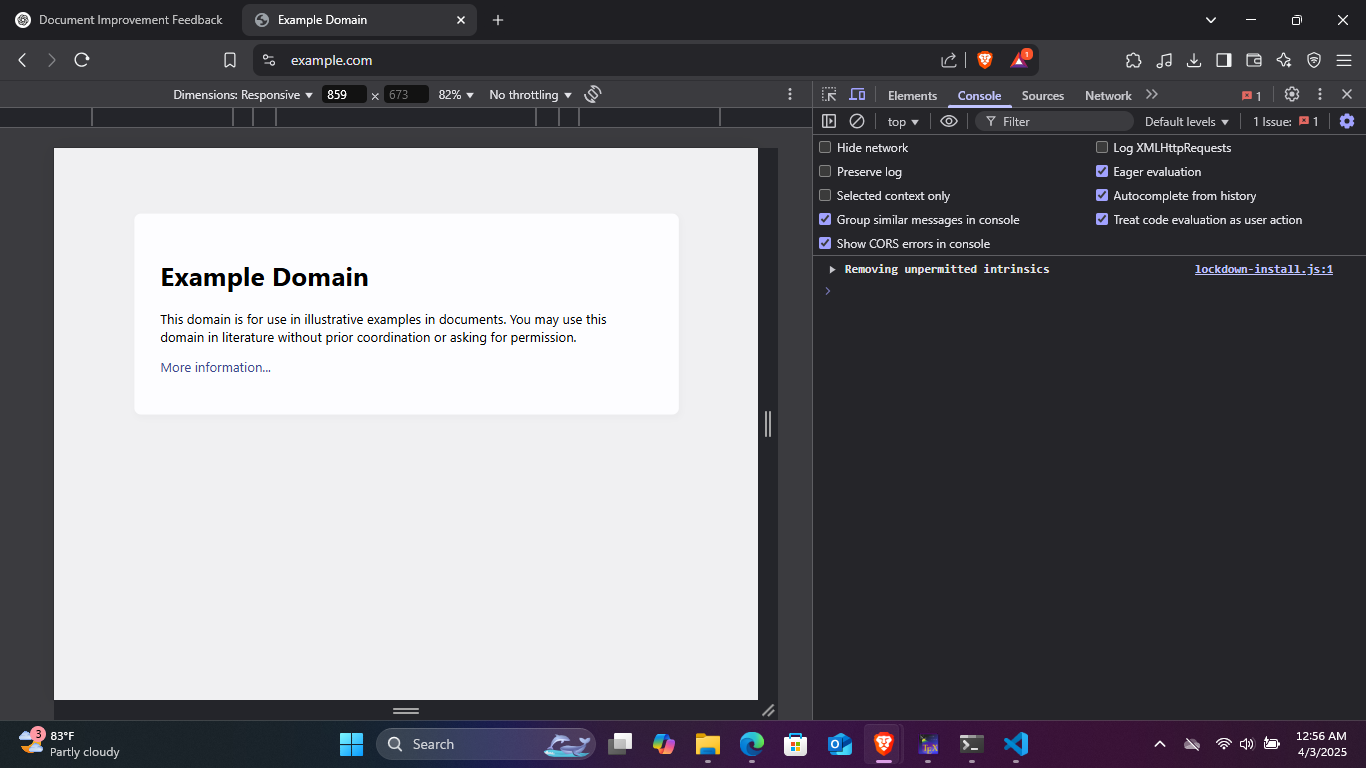 Document Improvement Feedback
Example Domain
example.com
1
Dimensions: Responsive 859 × 673 82% No throttling
Elements Console Sources Network 1
top Filter Default levels 1 Issue: 1
Hide network Log XMLHttpRequests
Preserve log Eager evaluation
Selected context only Autocomplete from history
Group similar messages in console Treat code evaluation as user action
Show CORS errors in console
Removing unpermitted intrinsics lockdown-install.js:1
Example Domain
This domain is for use in illustrative examples in documents. You may use this
domain in literature without prior coordination or asking for permission.
More information...
3
83°F
Partly cloudy
Search
12:56 AM
4/3/2025